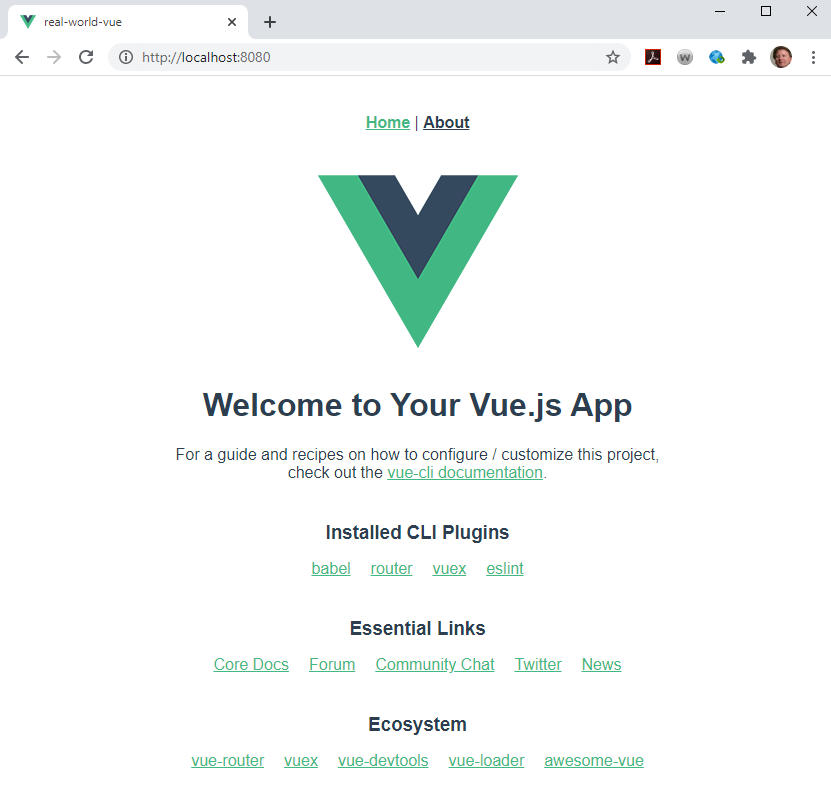 real-world-vue
http://localhost:8080
W
Home | About
Welcome to Your Vue.js App
For a guide and recipes on how to configure / customize this project,
check out the vue-cli documentation.
Installed CLI Plugins
babel router vuex eslint
Essential Links
Core Docs Forum Community Chat Twitter News
Ecosystem
vue-router vuex vue-devtools vue-loader awesome-vue